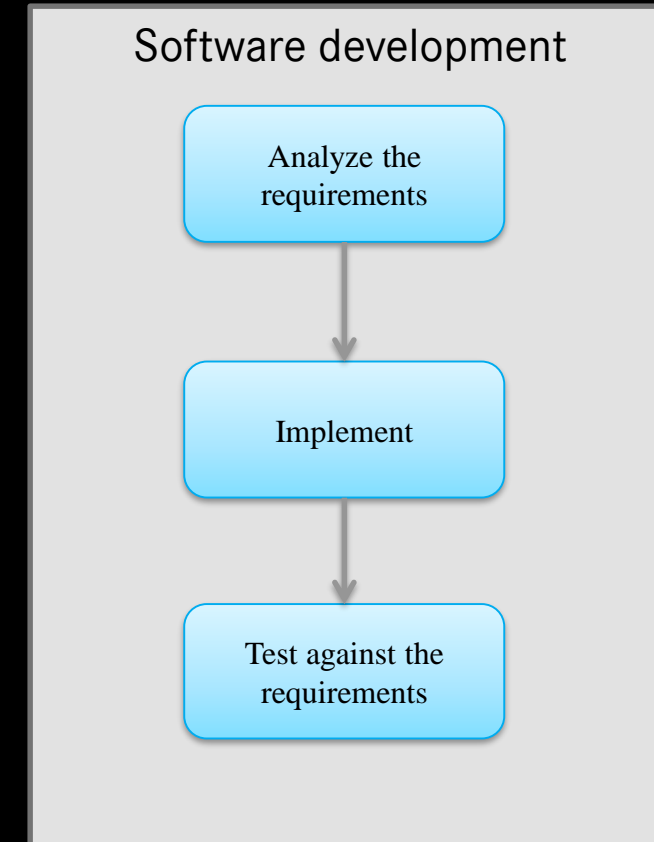 Software development
Analyze the
requirements
Implement
Test against the
requirements